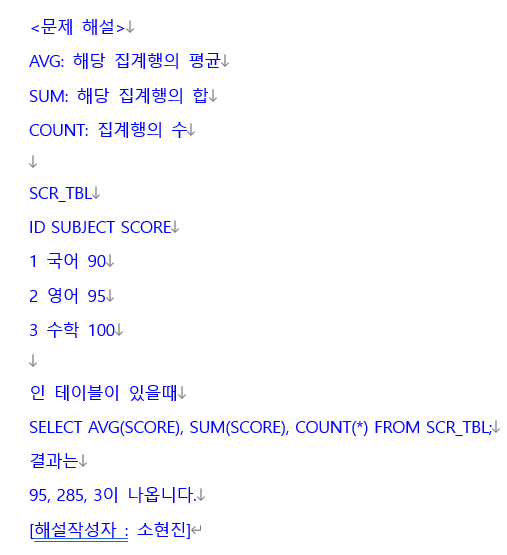 <문제 해설>↓
AVG: 해당 집계행의 평균↓
SUM: 해당 집계행의 합↓
COUNT: 집계행의 수↓
↓
SCR_TBL↓
ID SUBJECT SCORE↓
1 국어 90↓
2 영어 95↓
3 수학 100↓
↓
인 테이블이 있을때↓
SELECT AVG(SCORE), SUM(SCORE), COUNT(*) FROM SCR_TBL;↓
결과는↓
95, 285, 3이 나옵니다.↓
[해설작성자 : 소현진]↵